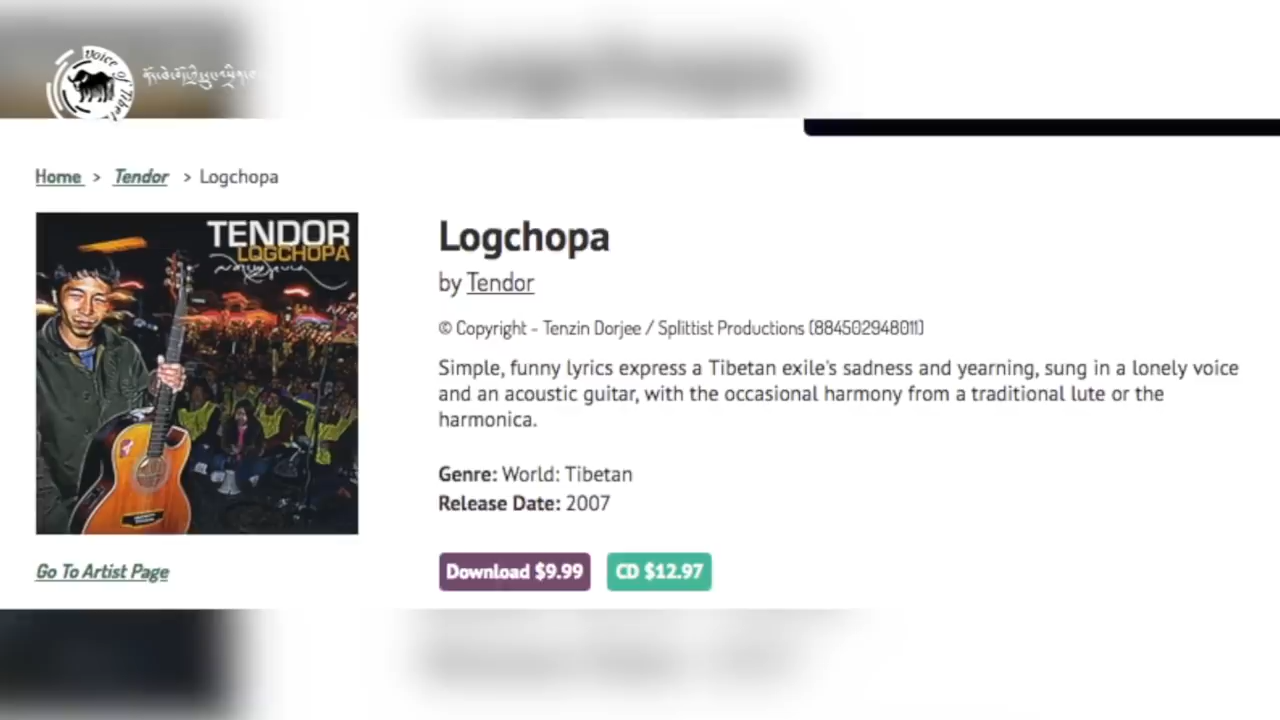 Voice of Tibet
Home > Tendor > Logchopa
TENDOR
LOGCHOPA
Logchopa
by Tendor
© Copyright - Tenzin Dorjee / Splittist Productions (884502948011)
Simple, funny lyrics express a Tibetan exile's sadness and yearning, sung in a lonely voice
and an acoustic guitar, with the occasional harmony from a traditional lute or the
harmonica.
Genre: World: Tibetan
Release Date: 2007
Go To Artist Page
Download $9.99
CD $12.97